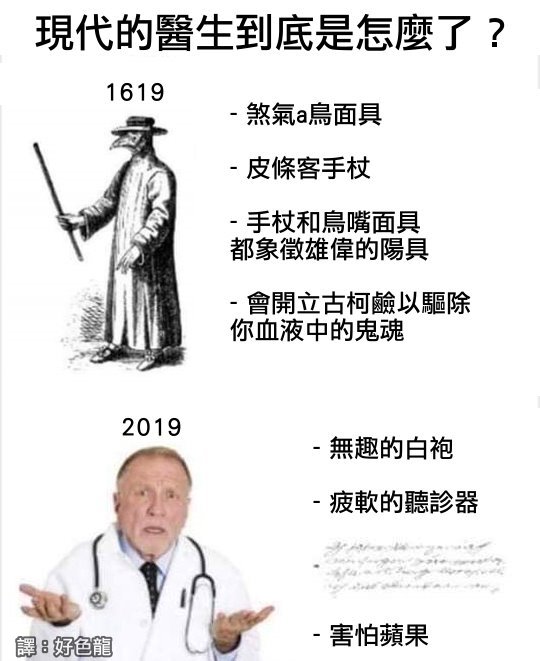 現代的醫生到底是怎麼了？
1619
- 煞氣a鳥面具
- 皮條客手杖
- 手杖和鳥嘴面具
都象徵雄偉的陽具
- 會開立古柯鹼以驅除
你血液中的鬼魂
2019
- 無趣的白袍
- 疲軟的聽診器
- 害怕蘋果
譯：好色龍